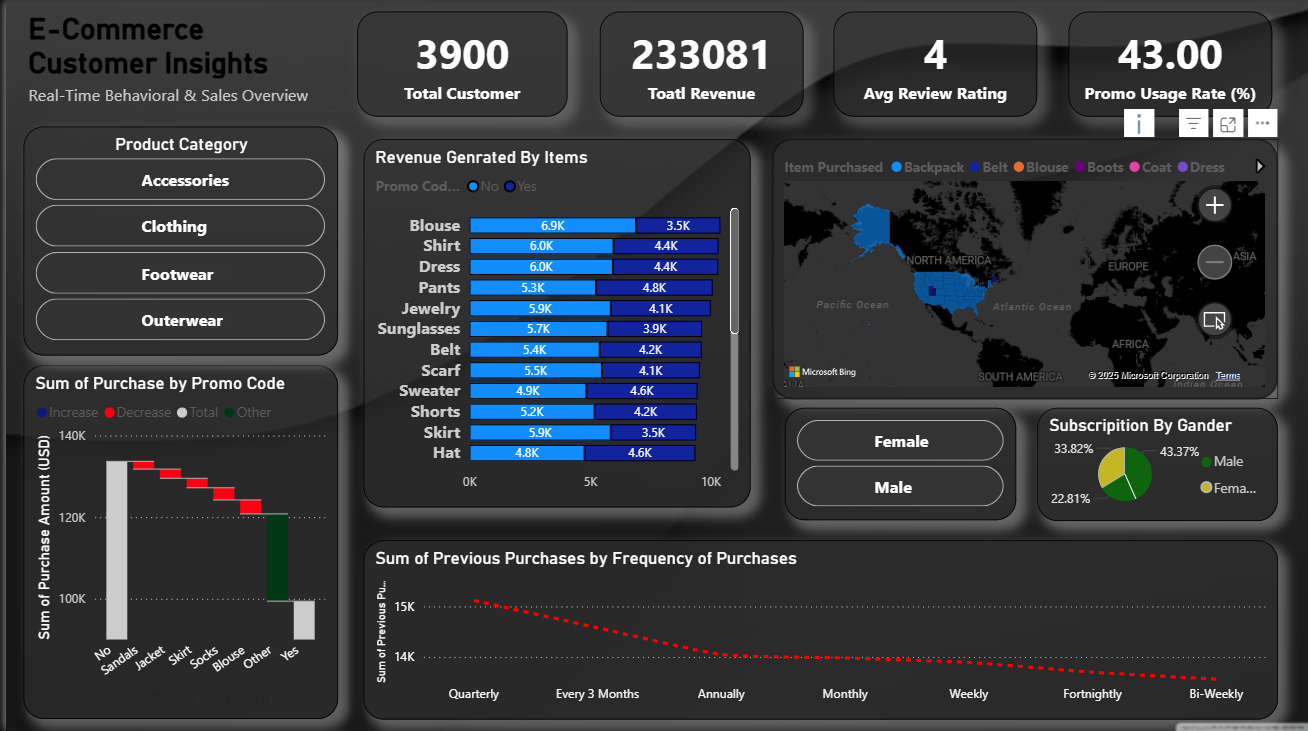 E-Commerce
Customer Insights
Real-Time Behavioral & Sales Overview
3900
Total Customer
233081
Toatl Revenue
4
Avg Review Rating
43.00
Promo Usage Rate (%)
Product Category
Accessories
Clothing
Footwear
Outerwear
Revenue Genrated By Items
Promo Cod... No Yes
Blouse 6.9K 3.5K
Shirt 6.0K 4.4K
Dress 6.0K 4.4K
Pants 5.3K 4.8K
Jewelry 5.9K 4.1K
Sunglasses 5.7K 3.9K
Belt 5.4K 4.2K
Scarf 5.5K 4.1K
Sweater 4.9K 4.6K
Shorts 5.2K 4.2K
Skirt 5.9K 3.5K
Hat 4.8K 4.6K
0K 5K 10K
Item Purchased Backpack Belt Blouse Boots Coat Dress
NORTH AMERICA
EUROPE
ASIA
Pacific Ocean
Atlantic Ocean
AFRICA
SOUTH AMERICA
Indian Ocean
Microsoft Bing
© 2025 Microsoft Corporation Terms
Sum of Purchase by Promo Code
Increase Decrease Total Other
Sum of Purchase Amount (USD)
140K
120K
100K
No Sandals Jacket Skirt Socks Blouse Other Yes
Female
Male
Subscripition By Gander
33.82%
43.37%
22.81%
Male
Fema...
Sum of Previous Purchases by Frequency of Purchases
Sum of Previous Pu...
15K
14K
Quarterly Every 3 Months Annually Monthly Weekly Fortnightly Bi-Weekly